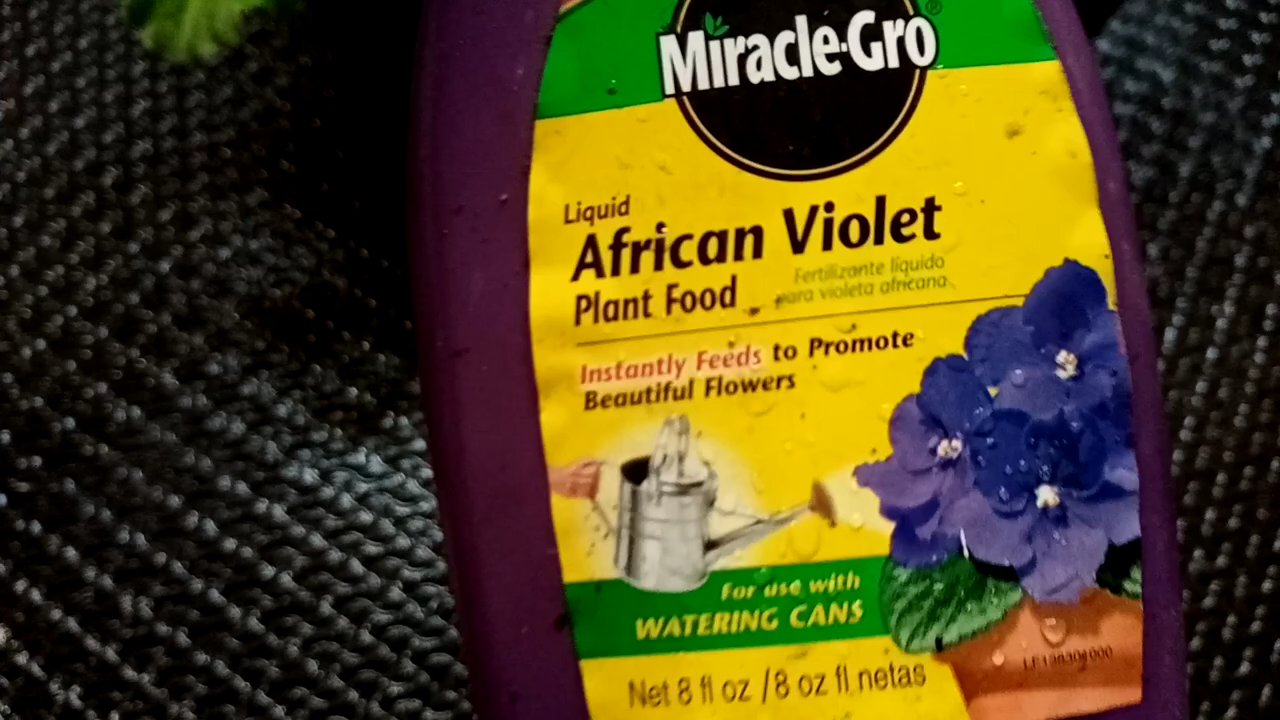 Miracle-Gro®
Liquid
African Violet
Plant Food
Fertilizante líquido
para violeta africana
Instantly Feeds to Promote
Beautiful Flowers
For use with
WATERING CANS
Net 8 fl oz / 8 oz fl netas